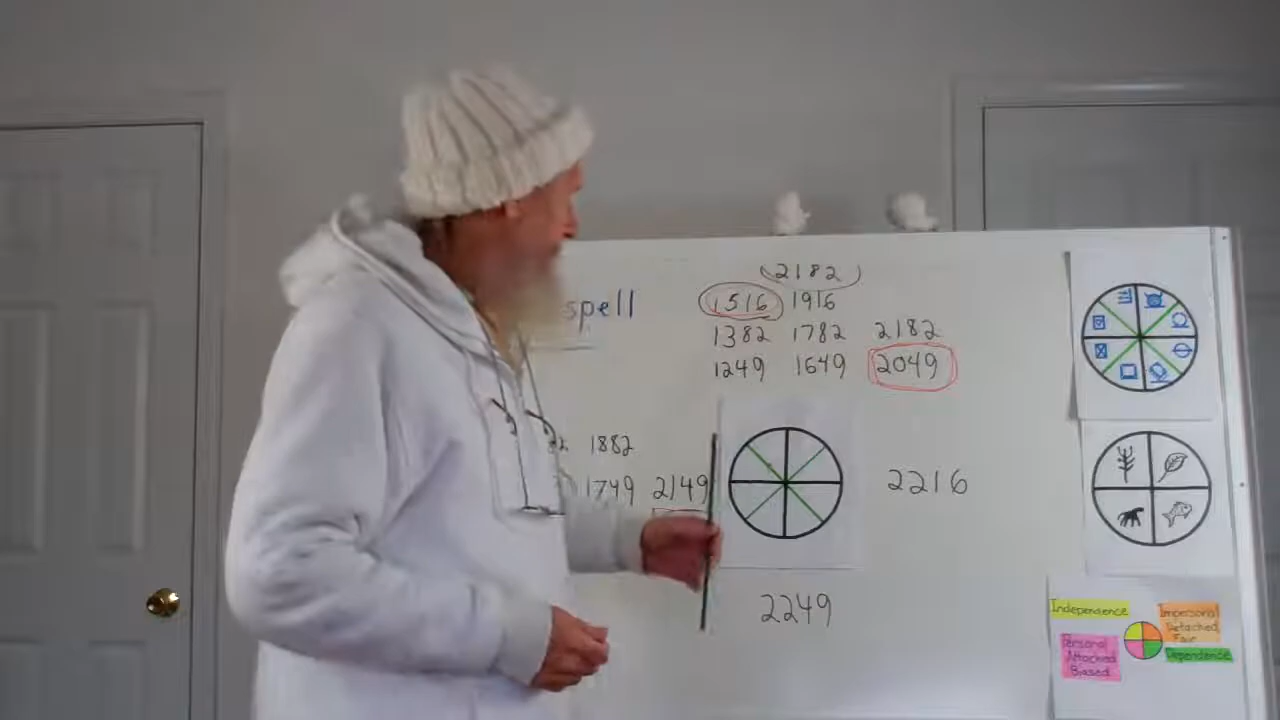 spell
2182
1516 1916
1382 1782 2182
1249 1649 2049
1882
1749 2149
2216
2249
Independence
Impersonal
Detached
Fair
Personal
Attached
Biased
Dependence